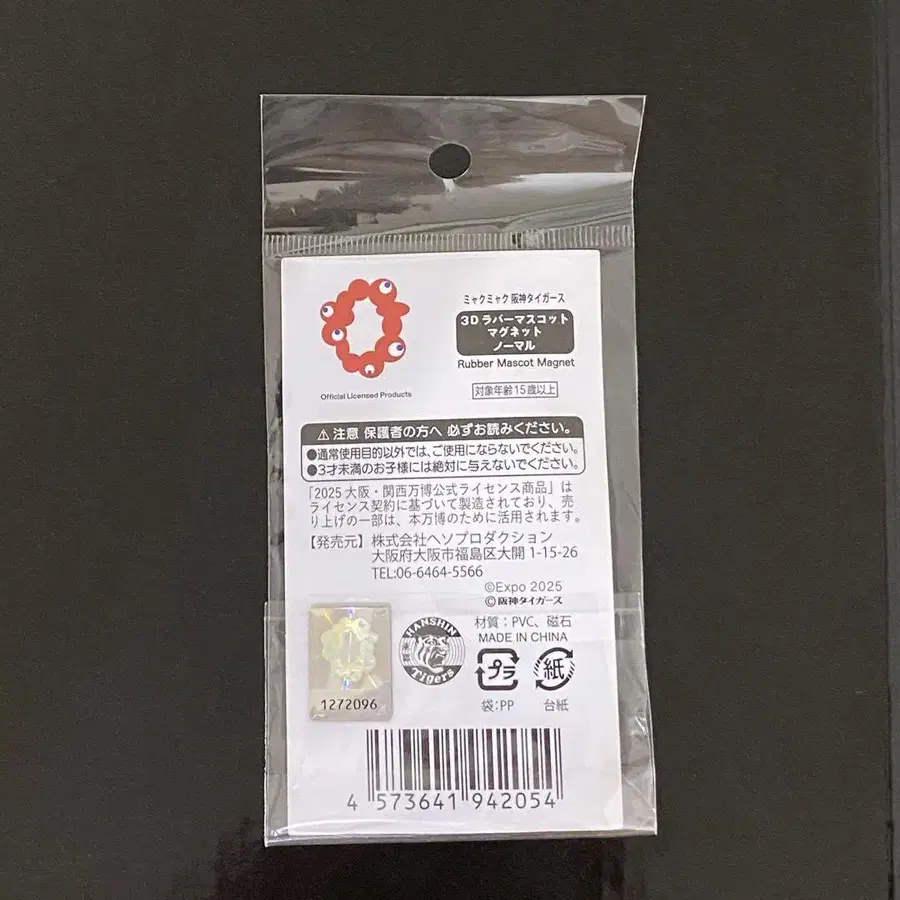 ミャクミャク 阪神タイガース
3Dラバーマスコット
マグネット
ノーマル
Rubber Mascot Magnet
Official Licensed Products
対象年齢15歳以上
⚠注意 保護者の方へ 必ずお読みください。
●通常使用目的以外では、ご使用にならないでください。
●3才未満のお子様には絶対に与えないでください。
「2025 大阪・関西万博公式ライセンス商品」は
ライセンス契約に基づいて製造されており、売
り上げの一部は、本万博のために活用されます。
【発売元】株式会社ヘソプロダクション
大阪府大阪市福島区大開 1-15-26
TEL:06-6464-5566
©Expo 2025
©阪神タイガース
材質：PVC、磁石
MADE IN CHINA
HANSHIN
Tigers
プラ
紙
袋:PP
台紙
1272096
4 573641 942054